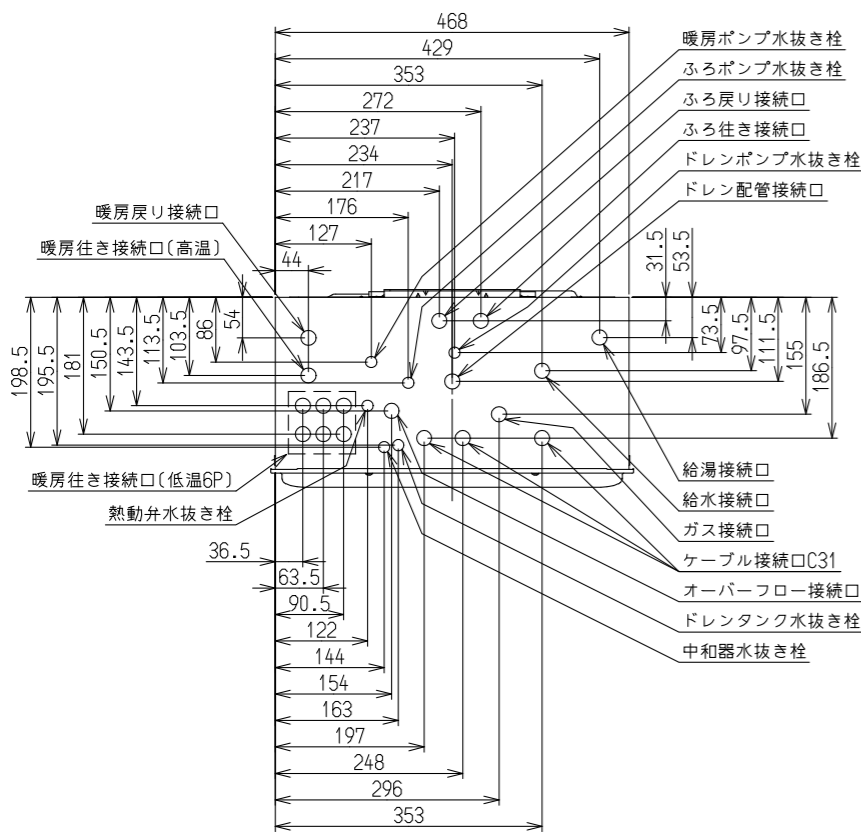 468
429
353
272
237
234
217
176
127
44
暖房ポンプ水抜き栓
ふろポンプ水抜き栓
ふろ戻り接続口
ふろ往き接続口
ドレンポンプ水抜き栓
ドレン配管接続口
暖房戻り接続口
暖房往き接続口(高温)
198.5
195.5
181
150.5
143.5
113.5
103.5
86
54
31.5
53.5
73.5
97.5
111.5
155
186.5
暖房往き接続口(低温6P)
熱動弁水抜き栓
給湯接続口
給水接続口
ガス接続口
ケーブル接続口C31
オーバーフロー接続口
ドレンタンク水抜き栓
中和器水抜き栓
36.5
63.5
90.5
122
144
154
163
197
248
296
353